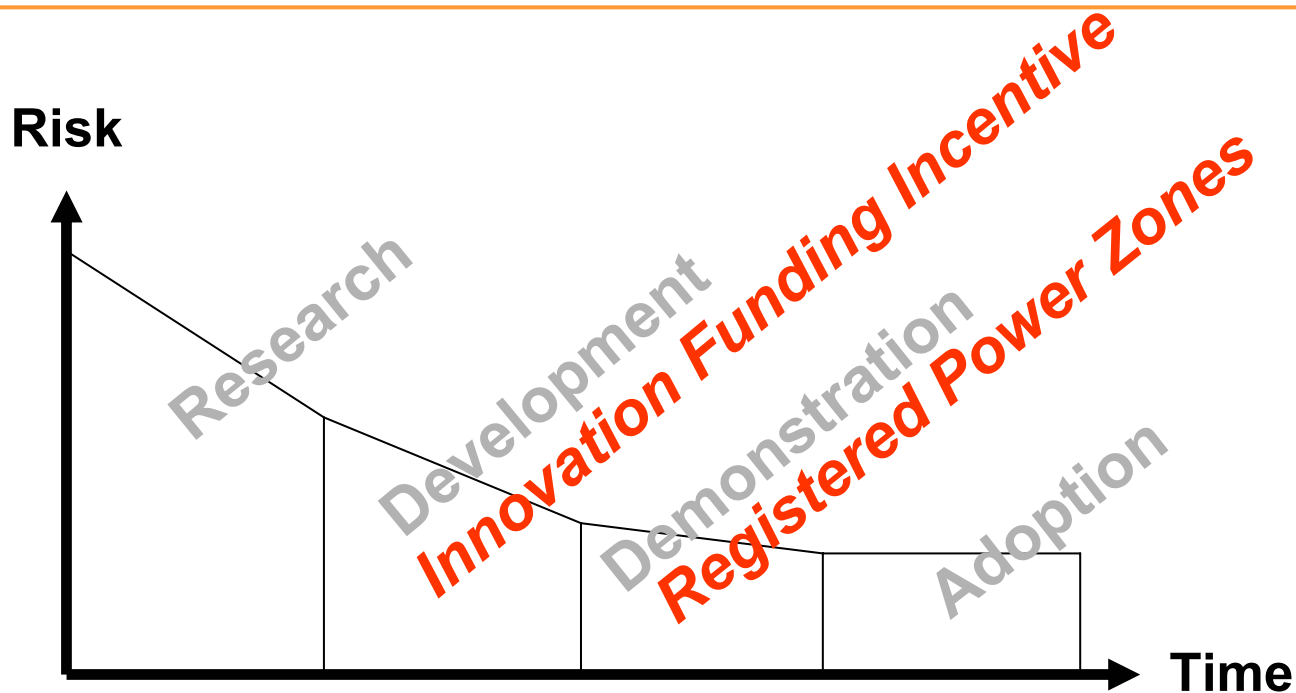 Risk
Research
Development
Innovation Funding Incentive
Demonstration
Registered Power Zones
Adoption
Time